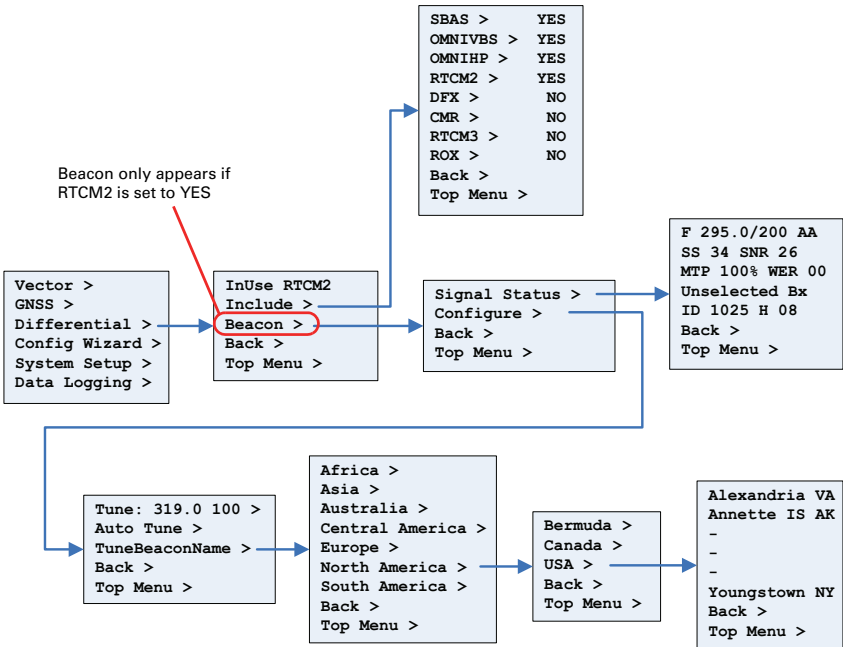 SBAS > YES
OMNIVBS > YES
OMNIHP > YES
RTCM2 > YES
DFX > NO
CMR > NO
RTCM3 > NO
ROX > NO
Back >
Top Menu >
Beacon only appears if
RTCM2 is set to YES
Vector >
GNSS >
Differential >
Config Wizard >
System Setup >
Data Logging >
InUse RTCM2
Include >
Beacon >
Back >
Top Menu >
Signal Status >
Configure >
Back >
Top Menu >
F 295.0/200 AA
SS 34 SNR 26
MTP 100% WER 00
Unselected Bx
ID 1025 H 08
Back >
Top Menu >
Tune: 319.0 100 >
Auto Tune >
TuneBeaconName >
Back >
Top Menu >
Africa >
Asia >
Australia >
Central America >
Europe >
North America >
South America >
Back >
Top Menu >
Bermuda >
Canada >
USA >
Back >
Top Menu >
Alexandria VA
Annette IS AK
-
-
-
Youngstown NY
Back >
Top Menu >